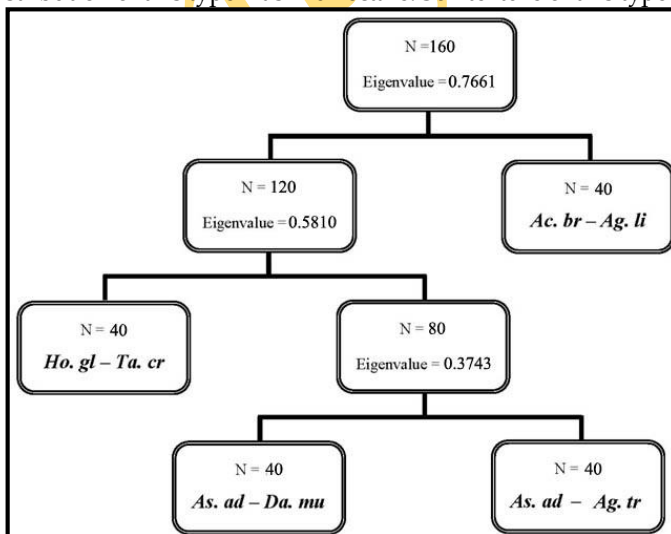 N =160
Eigenvalue = 0.7661
N = 120
Eigenvalue = 0.5810
N = 40
Ac. br – Ag. li
N = 40
Ho. gl – Ta. cr
N = 80
Eigenvalue = 0.3743
N = 40
As. ad – Da. mu
N = 40
As. ad – Ag. tr